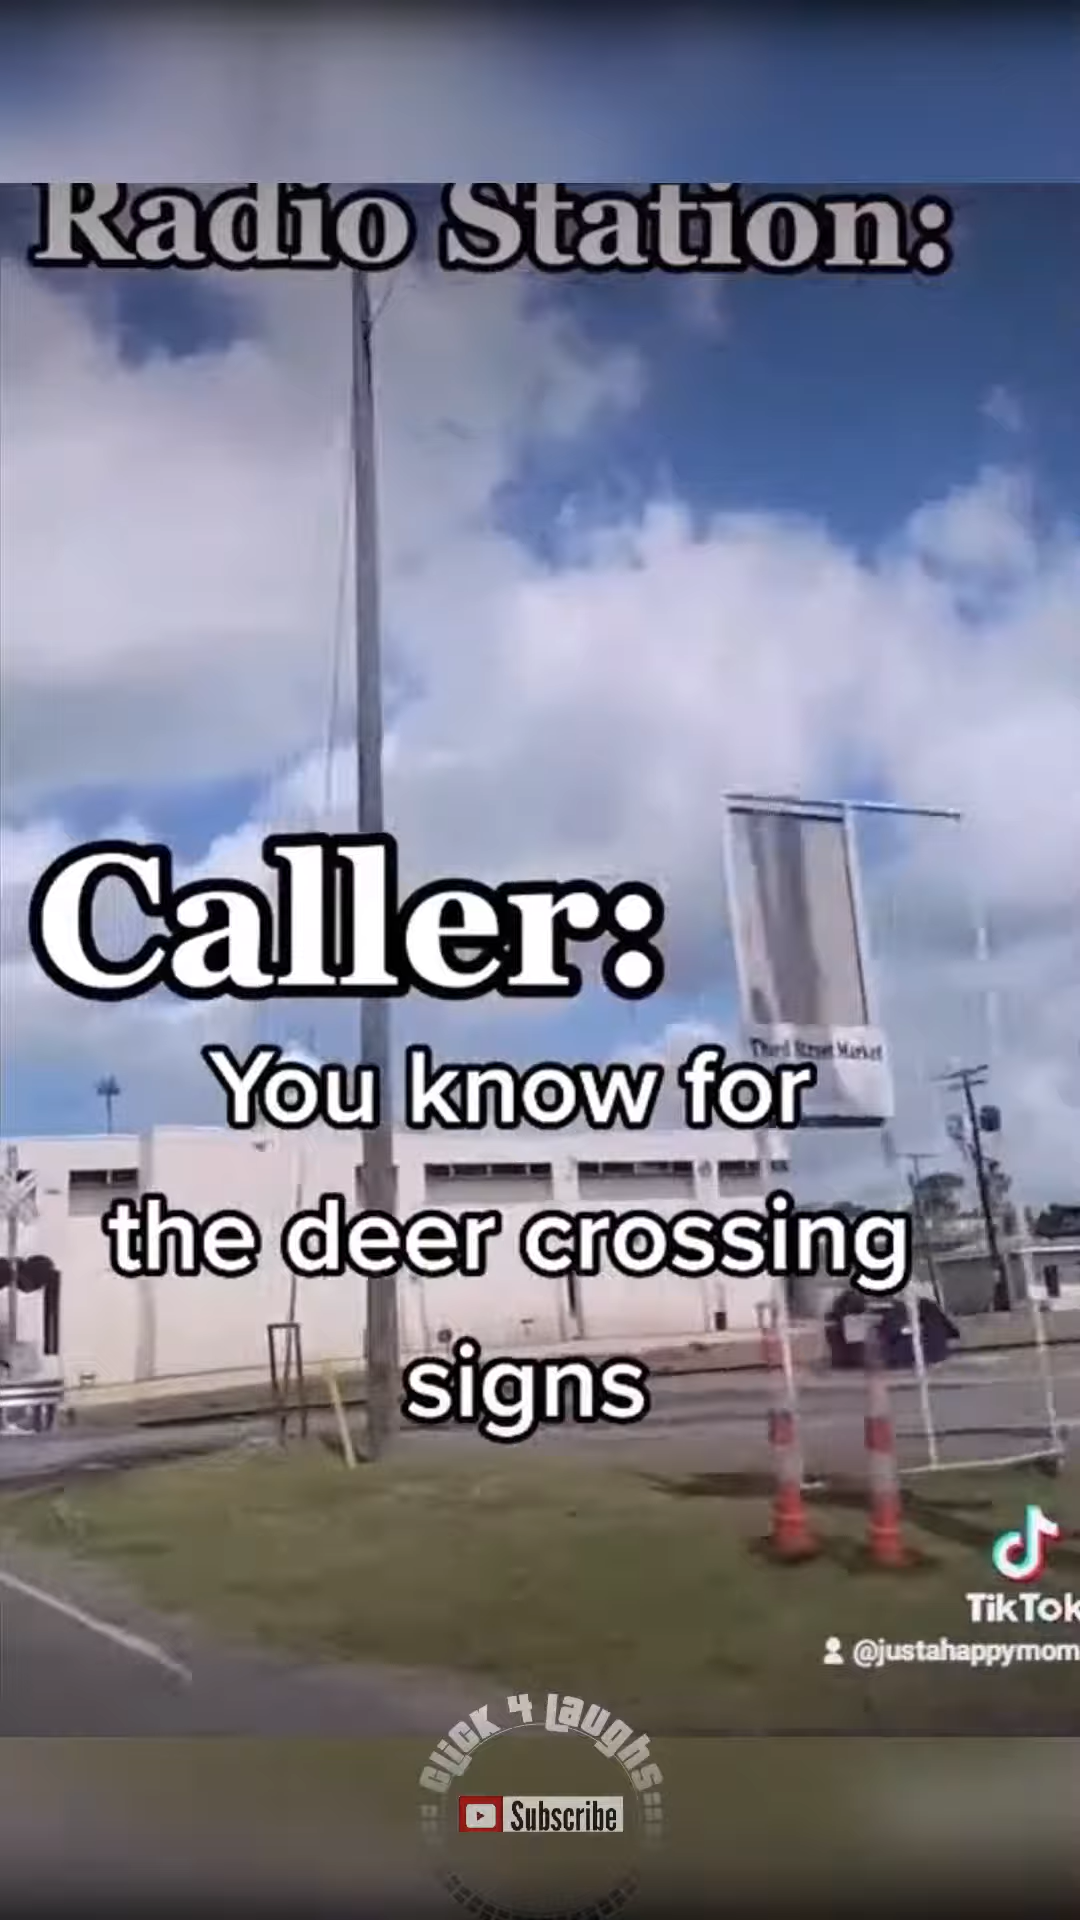 Radio Station:
Caller:
Third Street Market
You know for
the deer crossing
signs
TikTok
@justahappymom
Click 4 Laughs
Subscribe